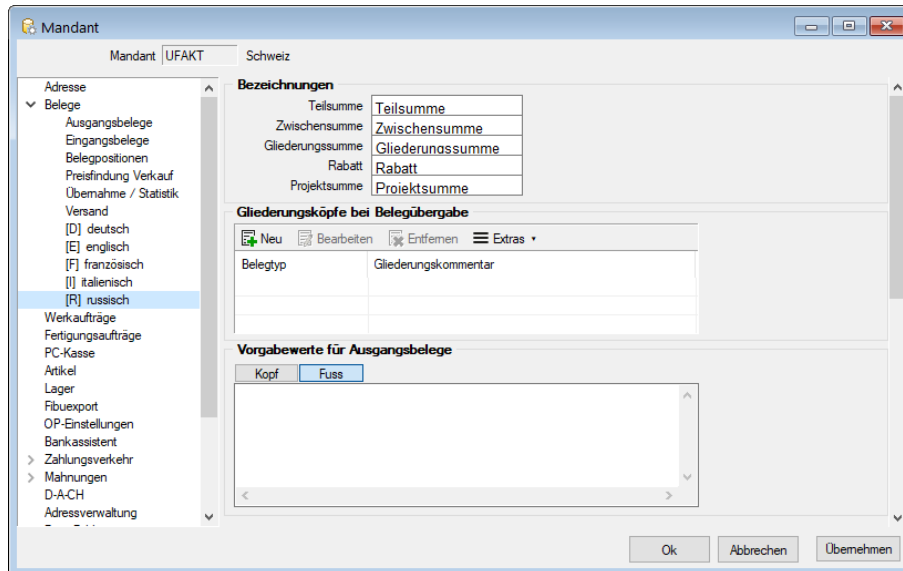 Mandant
Mandant UFAKT Schweiz
Adresse
Belege
Ausgangsbelege
Eingangsbelege
Belegpositionen
Preisfindung Verkauf
Übernahme / Statistik
Versand
[D] deutsch
[E] englisch
[F] französisch
[I] italienisch
[R] russisch
Werkaufträge
Fertigungsaufträge
PC-Kasse
Artikel
Lager
Fibuexport
OP-Einstellungen
Bankassistent
Zahlungsverkehr
Mahnungen
D-A-CH
Adressverwaltung
Bezeichnungen
Teilsumme Teilsumme
Zwischensumme Zwischensumme
Gliederungssumme Gliederungssumme
Rabatt Rabatt
Projektsumme Projektsumme
Gliederungsköpfe bei Belegübergabe
Neu Bearbeiten Entfernen Extras
Belegtyp Gliederungskommentar
Vorgabewerte für Ausgangsbelege
Kopf Fuss
Ok Abbrechen Übernehmen